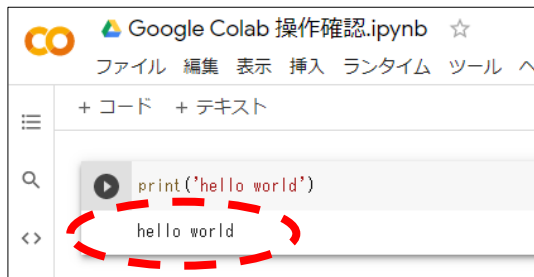 Google Colab 操作確認.ipynb
ファイル 編集 表示 挿入 ランタイム ツール ヘ
+ コード + テキスト
print('hello world')
hello world